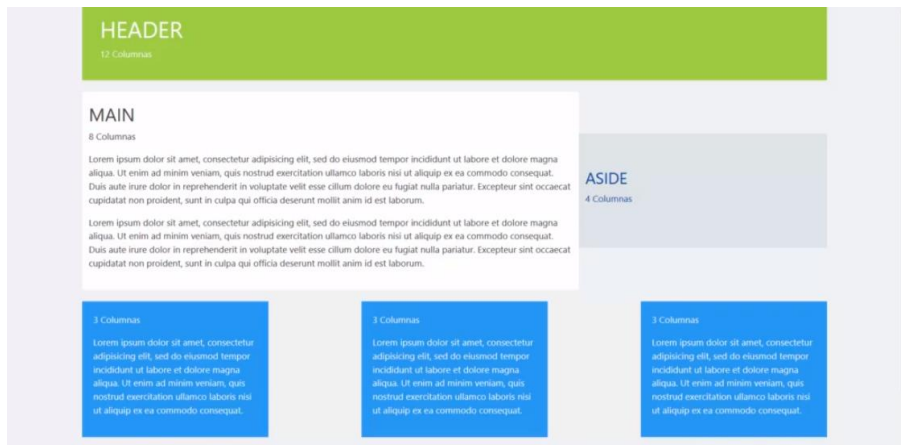 HEADER
12 Columnas
MAIN
8 Columnas
Lorem ipsum dolor sit amet, consectetur adipisicing elit, sed do eiusmod tempor incididunt ut labore et dolore magna
aliqua. Ut enim ad minim veniam, quis nostrud exercitation ullamco laboris nisi ut aliquip ex ea commodo consequat.
Duis aute irure dolor in reprehenderit in voluptate velit esse cillum dolore eu fugiat nulla pariatur. Excepteur sint occaecat
cupidatat non proident, sunt in culpa qui officia deserunt mollit anim id est laborum.
Lorem ipsum dolor sit amet, consectetur adipisicing elit, sed do eiusmod tempor incididunt ut labore et dolore magna
aliqua. Ut enim ad minim veniam, quis nostrud exercitation ullamco laboris nisi ut aliquip ex ea commodo consequat.
Duis aute irure dolor in reprehenderit in voluptate velit esse cillum dolore eu fugiat nulla pariatur. Excepteur sint occaecat
cupidatat non proident, sunt in culpa qui officia deserunt mollit anim id est laborum.
ASIDE
4 Columnas
3 Columnas
Lorem ipsum dolor sit amet, consectetur
adipisicing elit, sed do eiusmod tempor
incididunt ut labore et dolore magna
aliqua. Ut enim ad minim veniam, quis
nostrud exercitation ullamco laboris nisi
ut aliquip ex ea commodo consequat.
3 Columnas
Lorem ipsum dolor sit amet, consectetur
adipisicing elit, sed do eiusmod tempor
incididunt ut labore et dolore magna
aliqua. Ut enim ad minim veniam, quis
nostrud exercitation ullamco laboris nisi
ut aliquip ex ea commodo consequat.
3 Columnas
Lorem ipsum dolor sit amet, consectetur
adipisicing elit, sed do eiusmod tempor
incididunt ut labore et dolore magna
aliqua. Ut enim ad minim veniam, quis
nostrud exercitation ullamco laboris nisi
ut aliquip ex ea commodo consequat.